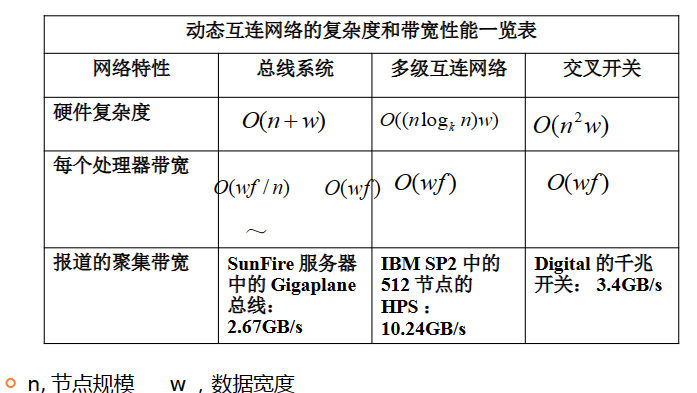 动态互连网络的复杂度和带宽性能一览表
网络特性 总线系统 多级互连网络 交叉开关
硬件复杂度 O(n + w) O((n log_k n)w) O(n²w)
每个处理器带宽 O(wf / n) O(wf) O(wf) O(wf)
～
报道的聚集带宽 SunFire 服务器 IBM SP2 中的 Digital 的千兆
中的 Gigaplane 512 节点的 开关： 3.4GB/s
总线： HPS：
2.67GB/s 10.24GB/s
n, 节点规模 w ，数据宽度